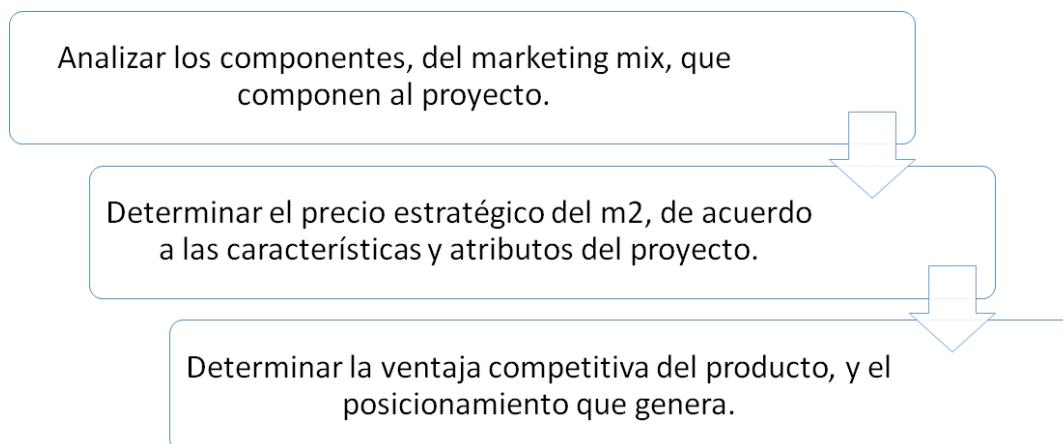 Analizar los componentes, del marketing mix, que
componen al proyecto.
Determinar el precio estratégico del m2, de acuerdo
a las características y atributos del proyecto.
Determinar la ventaja competitiva del producto, y el
posicionamiento que genera.